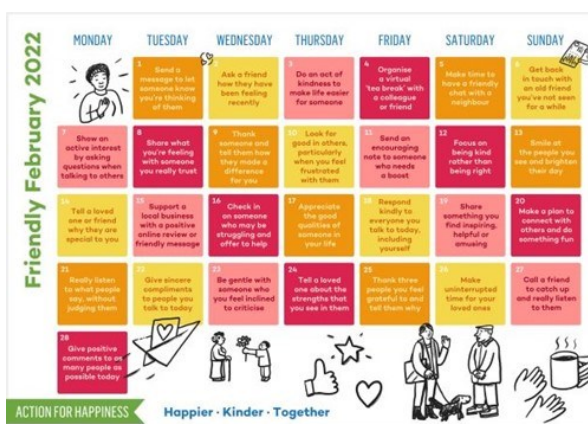 Friendly February 2022
MONDAY
TUESDAY
WEDNESDAY
THURSDAY
FRIDAY
SATURDAY
SUNDAY
1
Send a
message to let
someone know
you're thinking
of them
2
Ask a friend
how they have
been feeling
recently
3
Do an act of
kindness to
make life easier
for someone
4
Organise
a virtual
'tea break' with
a colleague
or friend
5
Make time to
have a friendly
chat with a
neighbour
6
Get back
in touch with
an old friend
you've not seen
for a while
7
Show an
active interest
by asking
questions when
talking to others
8
Share what
you're feeling
with someone
you really trust
9
Thank
someone and
tell them how
they made a
difference
for you
10
Look for
good in others,
particularly
when you feel
frustrated
with them
11
Send an
encouraging
note to someone
who needs
a boost
12
Focus on
being kind
rather than
being right
13
Smile at
the people you
see and brighten
their day
14
Tell a loved
one or friend
why they are
special to you
15
Support a
local business
with a positive
online review or
friendly message
16
Check in
on someone
who may be
struggling and
offer to help
17
Appreciate
the good
qualities of
someone in
your life
18
Respond
kindly to
everyone you
talk to today,
including
yourself
19
Share
something you
find inspiring,
helpful or
amusing
20
Make a plan to
connect with
others and do
something fun
21
Really listen
to what people
say, without
judging them
22
Give sincere
compliments
to people you
talk to today
23
Be gentle with
someone who
you feel inclined
to criticise
24
Tell a loved
one about the
strengths that
you see in them
25
Thank three
people you feel
grateful to and
tell them why
26
Make
uninterrupted
time for your
loved ones
27
Call a friend
to catch up
and really listen
to them
28
Give positive
comments to as
many people as
possible today
ACTION FOR HAPPINESS
Happier · Kinder · Together